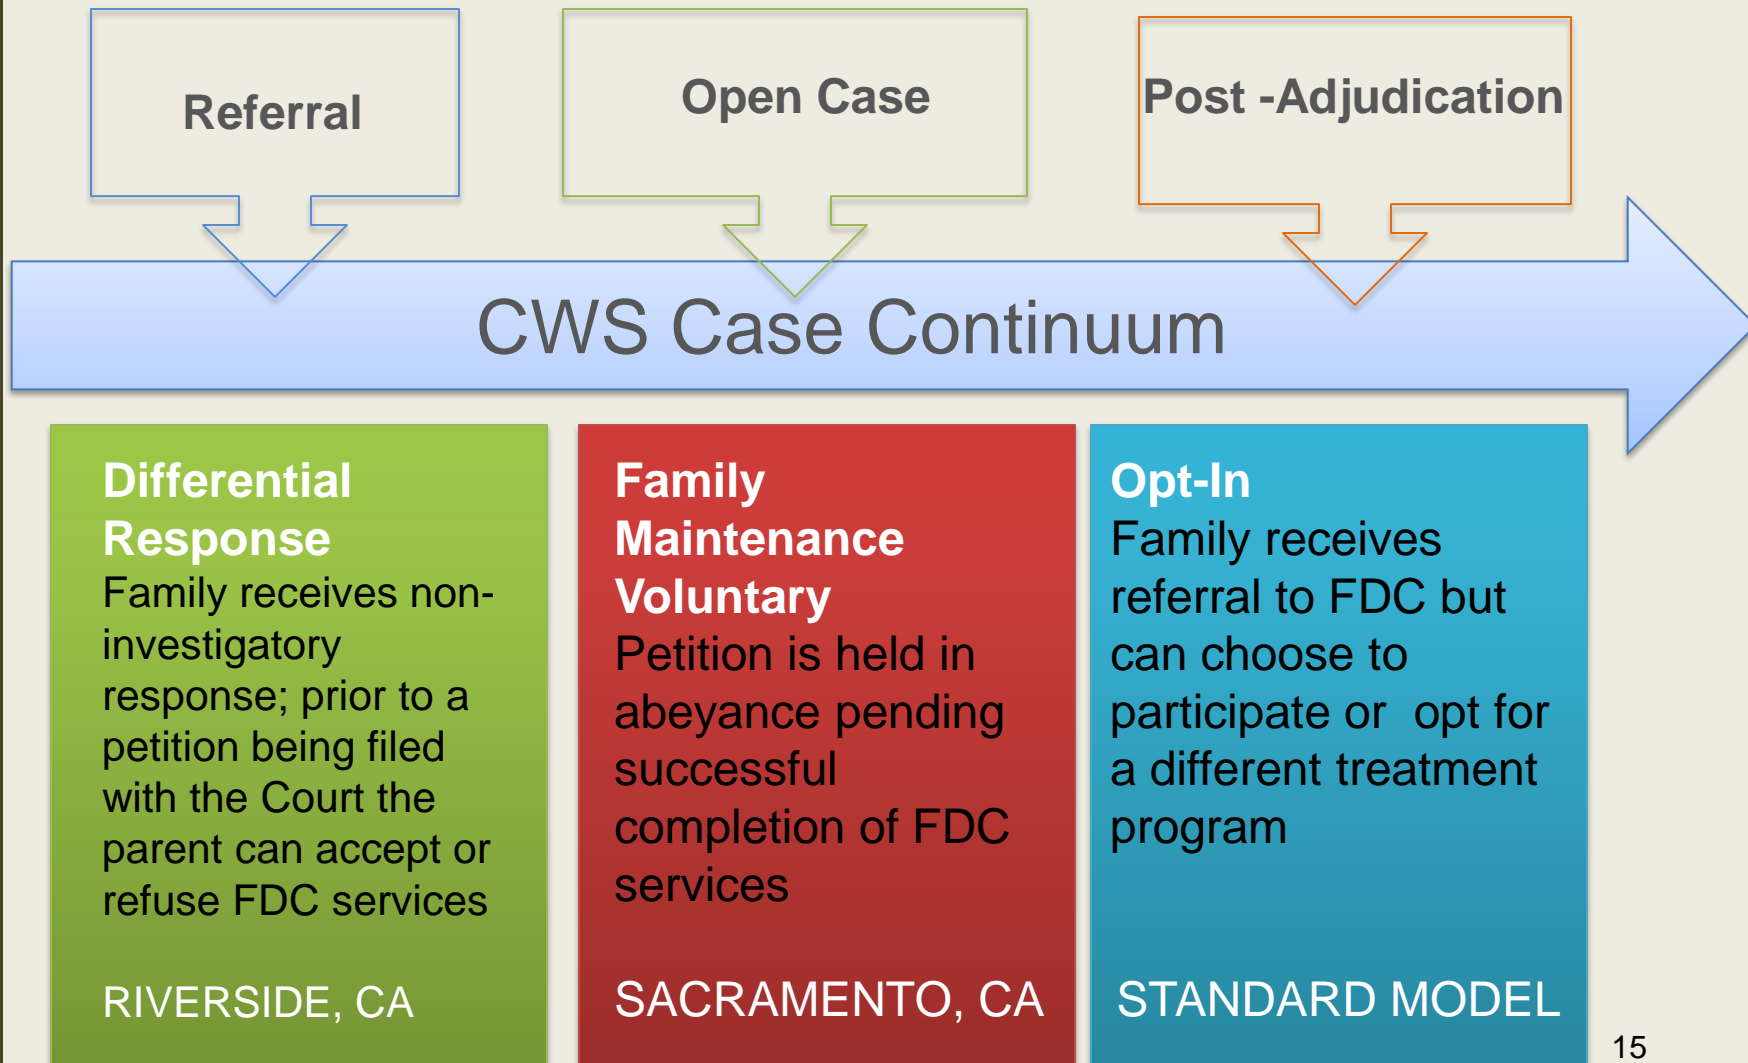 Referral
Open Case
Post -Adjudication
CWS Case Continuum
Differential
Response
Family receives non-
investigatory
response; prior to a
petition being filed
with the Court the
parent can accept or
refuse FDC services
RIVERSIDE, CA
Family
Maintenance
Voluntary
Petition is held in
abeyance pending
successful
completion of FDC
services
SACRAMENTO, CA
Opt-In
Family receives
referral to FDC but
can choose to
participate or  opt for
a different treatment
program
STANDARD MODEL
15